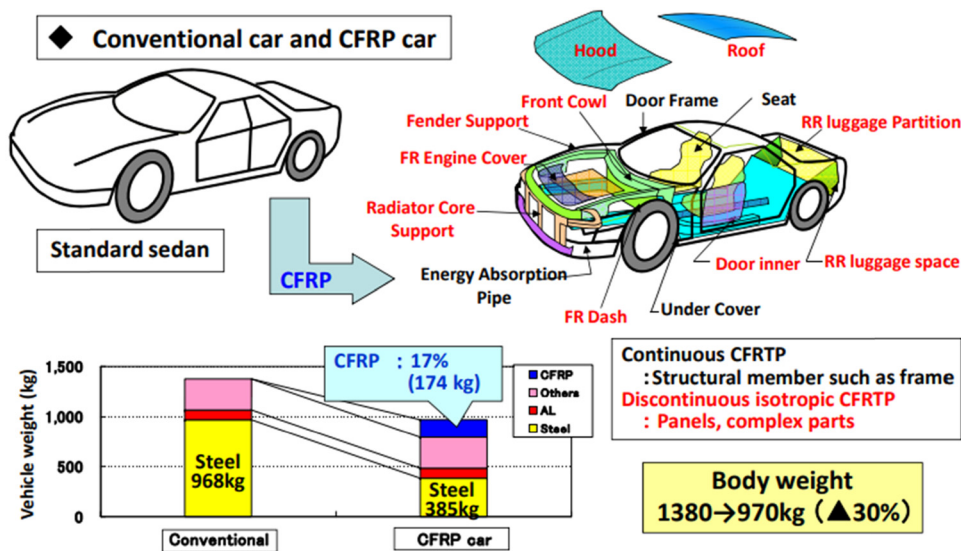 ◆ Conventional car and CFRP car
Standard sedan
CFRP
Hood
Roof
Front Cowl
Door Frame
Seat
Fender Support
RR luggage Partition
FR Engine Cover
Radiator Core
Support
Energy Absorption
Pipe
FR Dash
Under Cover
Door inner
RR luggage space
Vehicle weight (kg)
1,500
1,000
500
0
Steel
968kg
Steel
385kg
Conventional
CFRP car
CFRP : 17%
(174 kg)
CFRP
Others
AL
Steel
Continuous CFRTP
:Structural member such as frame
Discontinuous isotropic CFRTP
: Panels, complex parts
Body weight
1380→970kg (▲30%)